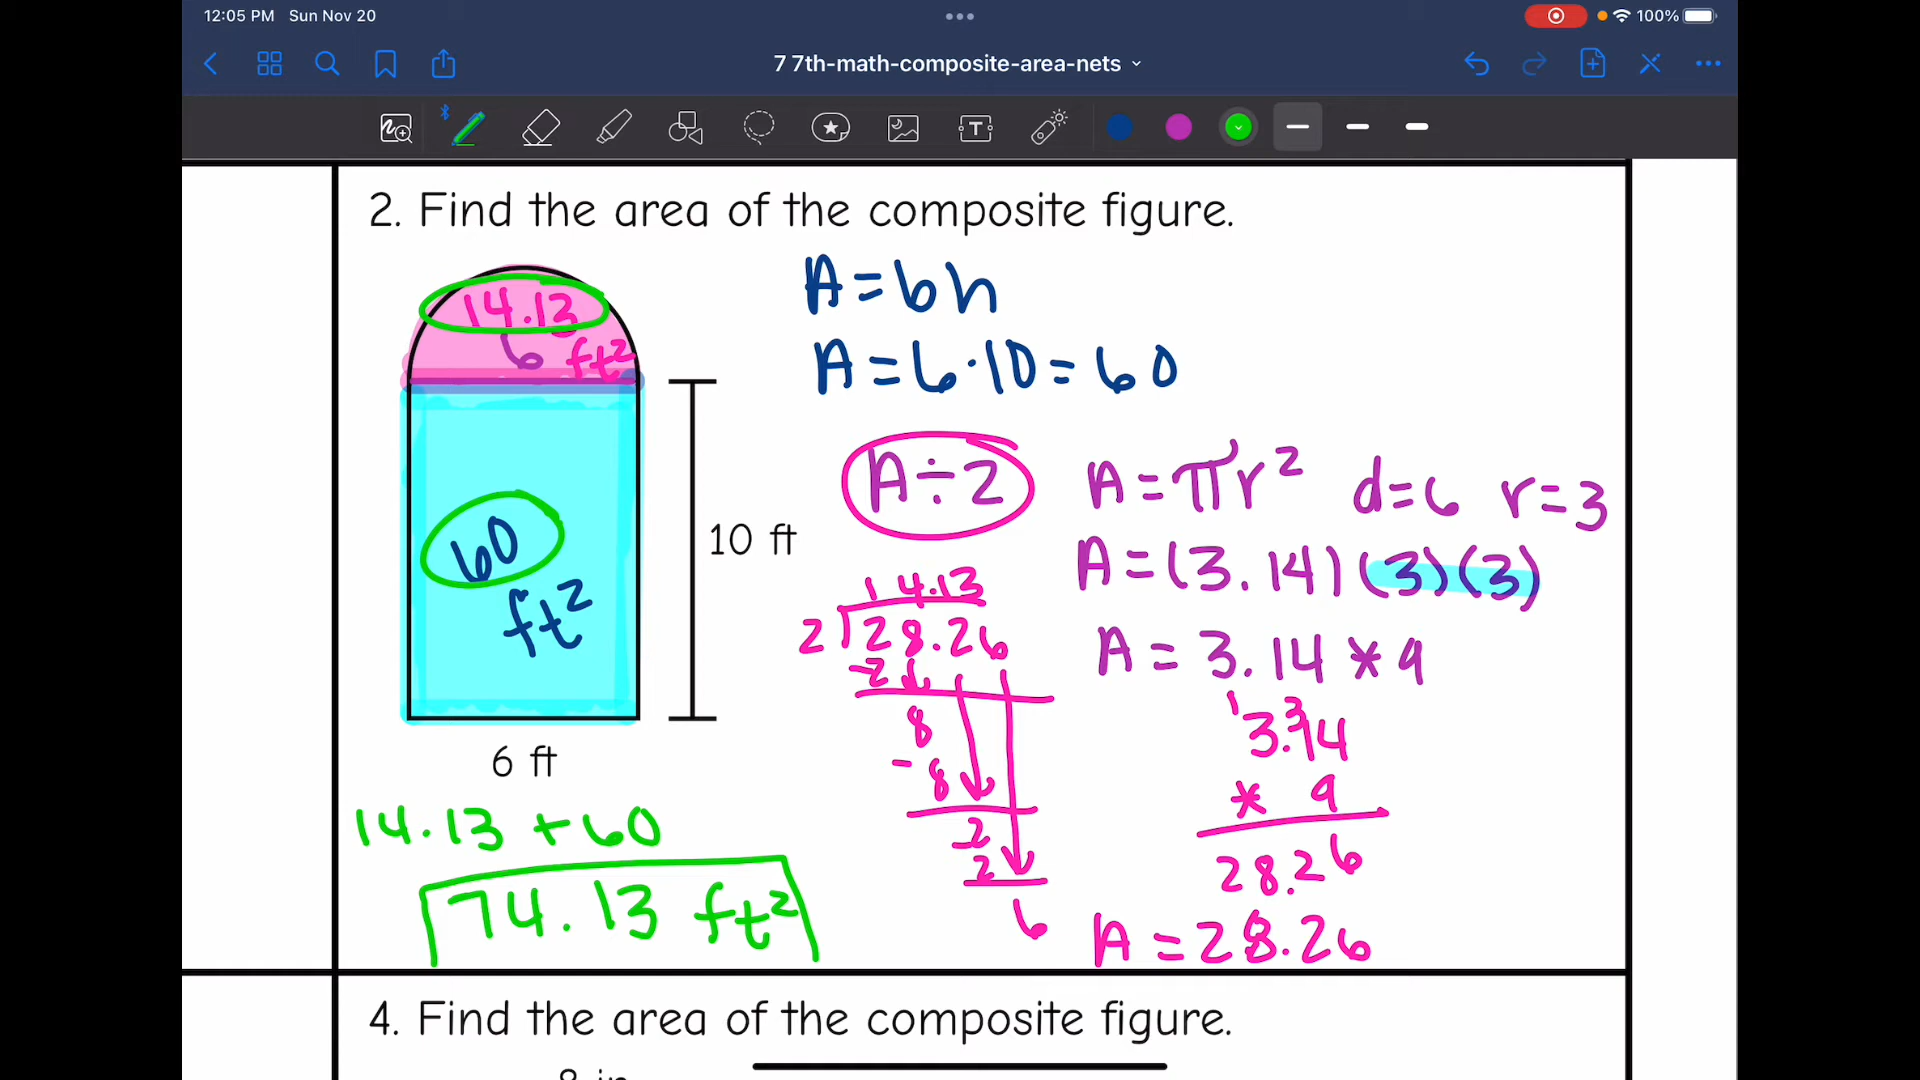 12:05 PM Sun Nov 20
100%
7 7th-math-composite-area-nets
T
2. Find the area of the composite figure.
A = bh
A = 6 · 10 = 60
14.13
6 ft²
60
ft²
10 ft
6 ft
A ÷ 2
A = πr² d = 6 r = 3
A = (3.14) (3) (3)
A = 3.14 * 9
14.13
2 28.26
-2
8
- 8
2
2
6
1 3
3.14
* 9
28.26
A = 28.26
14.13 + 60
74.13 ft²
4. Find the area of the composite figure.
8 in